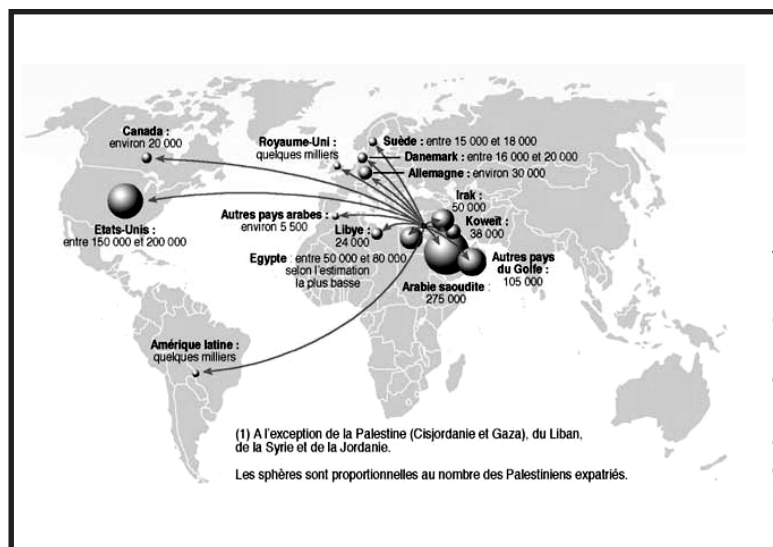 Canada :
environ 20 000
Royaume-Uni :
quelques milliers
Suède : entre 15 000 et 18 000
Danemark : entre 16 000 et 20 000
Allemagne : environ 30 000
Etats-Unis :
entre 150 000 et 200 000
Autres pays arabes :
environ 5 500
Libye :
24 000
Egypte : entre 50 000 et 80 000
selon l'estimation
la plus basse
Irak :
50 000
Koweït :
38 000
Autres pays
du Golfe :
105 000
Arabie saoudite :
275 000
Amérique latine :
quelques milliers
(1) A l'exception de la Palestine (Cisjordanie et Gaza), du Liban,
de la Syrie et de la Jordanie.
Les sphères sont proportionnelles au nombre des Palestiniens expatriés.